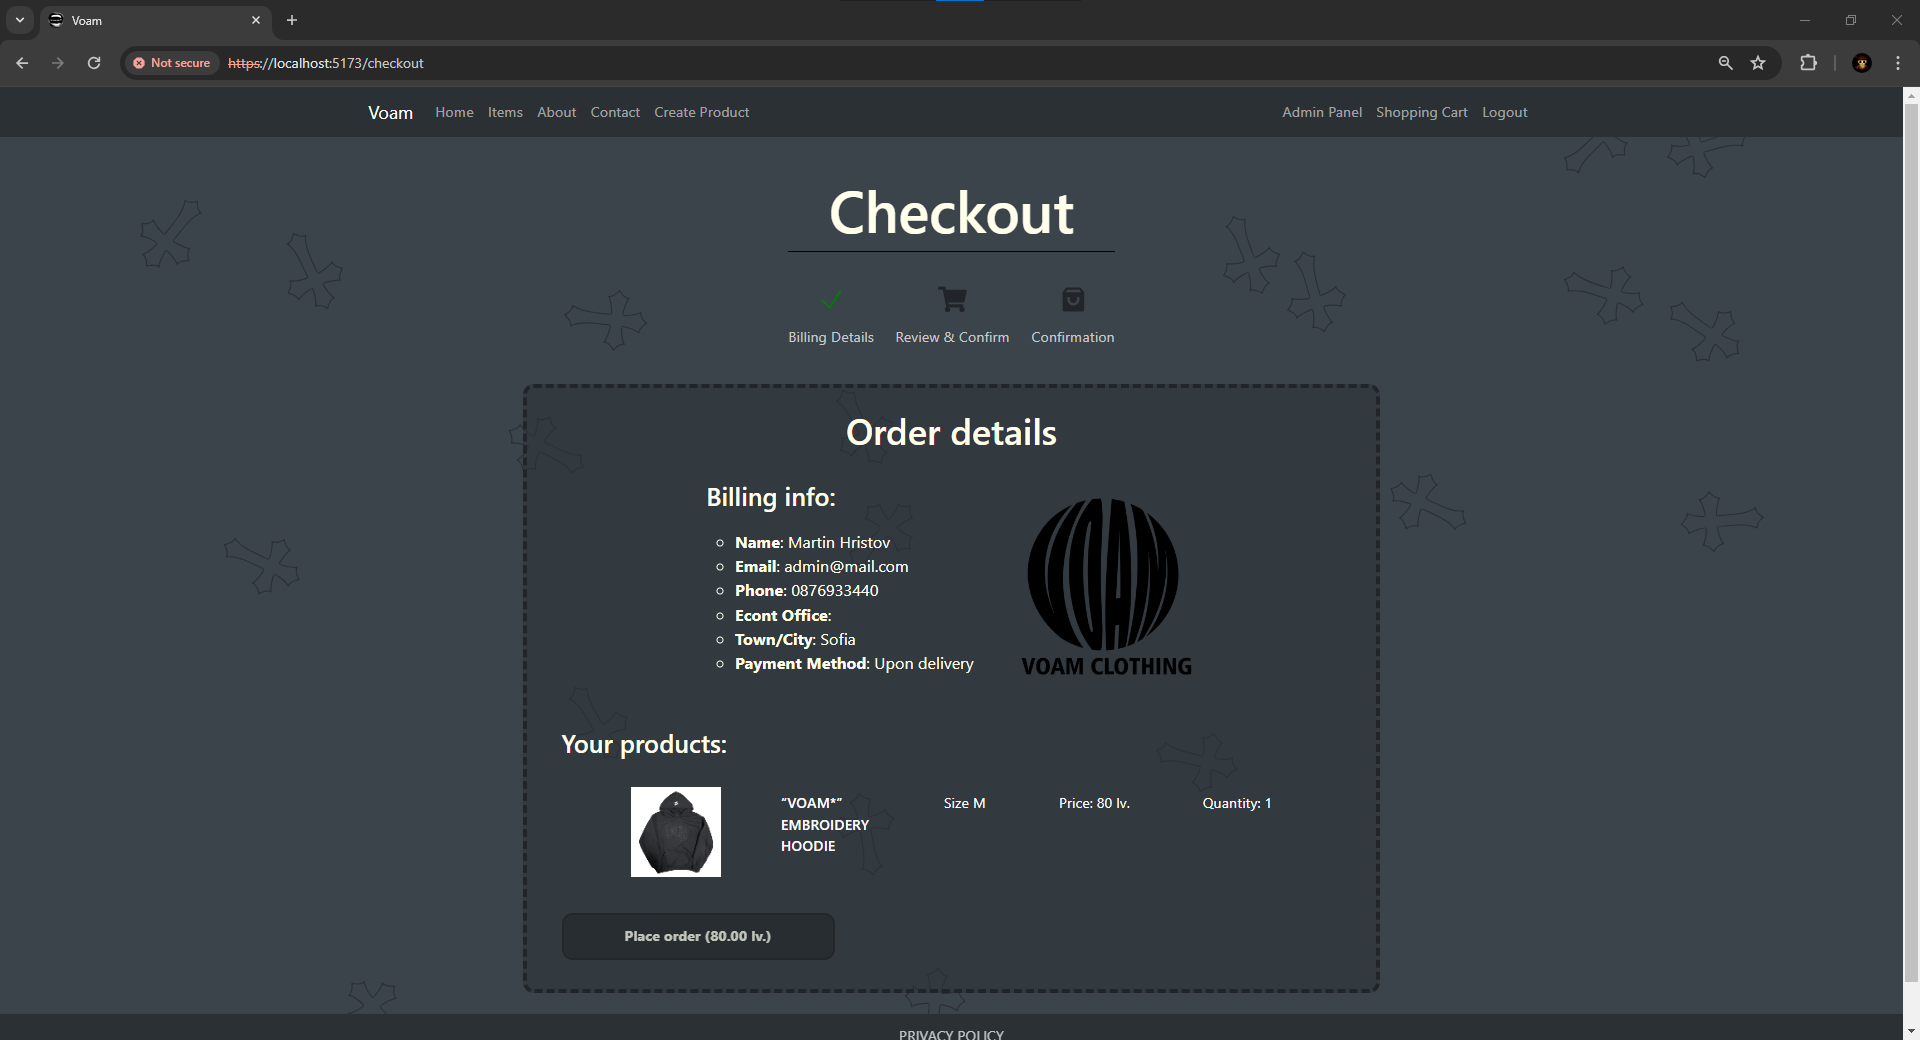 Voam
Not secure
https://localhost:5173/checkout
Voam Home Items About Contact Create Product Admin Panel Shopping Cart Logout
Checkout
Billing Details Review & Confirm Confirmation
Order details
Billing info:
Name: Martin Hristov
Email: admin@mail.com
Phone: 0876933440
Econt Office:
Town/City: Sofia
Payment Method: Upon delivery
VOAM
VOAM CLOTHING
Your products:
“VOAM*” Size M Price: 80 lv. Quantity: 1
EMBROIDERY
HOODIE
Place order (80.00 lv.)
PRIVACY POLICY